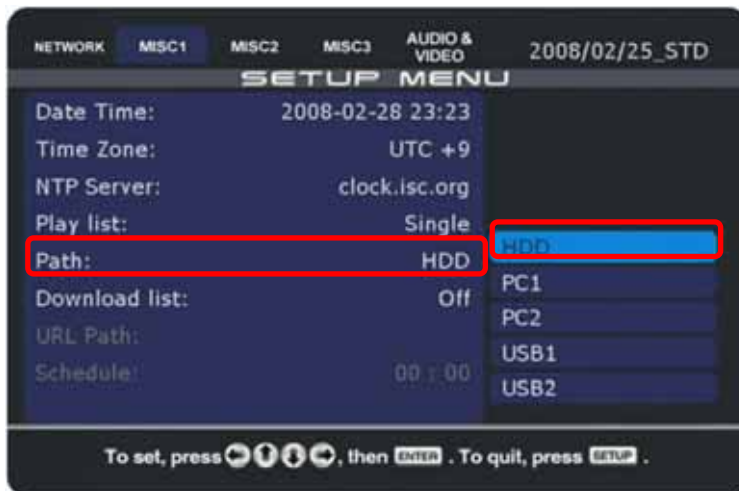 NETWORK MISC1 MISC2 MISC3 AUDIO & VIDEO 2008/02/25_STD
SETUP MENU
Date Time: 2008-02-28 23:23
Time Zone: UTC +9
NTP Server: clock.isc.org
Play list: Single
HDD
Path: HDD
PC1
Download list: Off
PC2
URL Path:
USB1
Schedule: 00 : 00
USB2
To set, press , then ENTER . To quit, press SETUP .